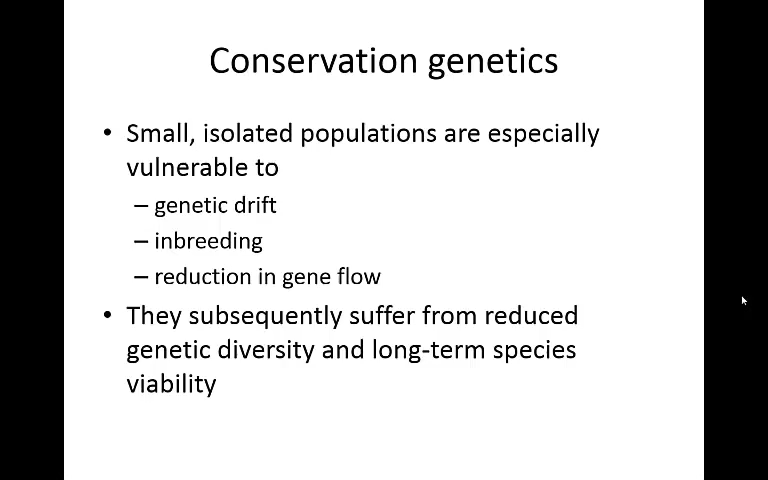 Conservation genetics
• Small, isolated populations are especially
vulnerable to
– genetic drift
– inbreeding
– reduction in gene flow
• They subsequently suffer from reduced
genetic diversity and long-term species
viability